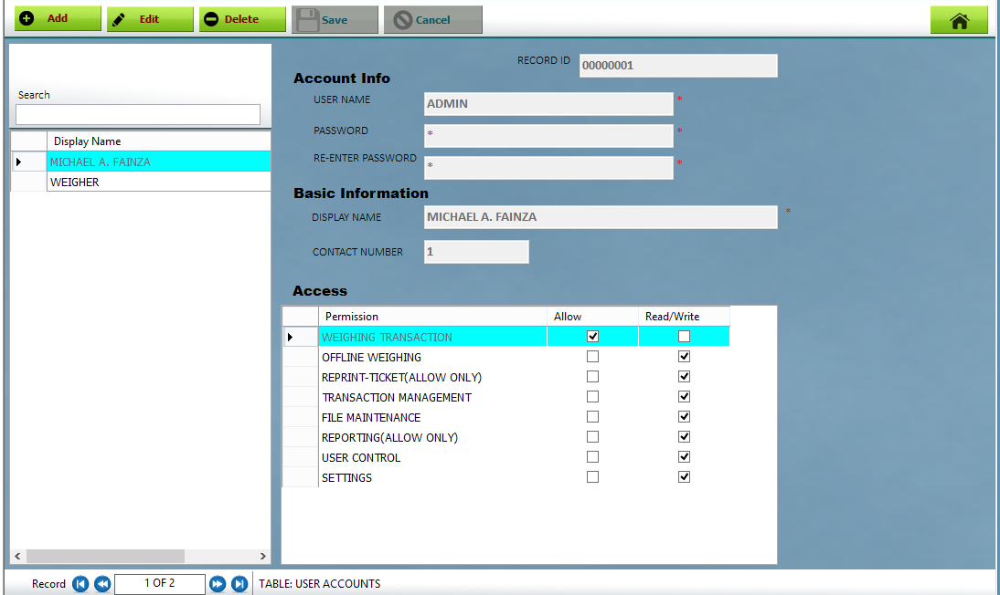 Add Edit Delete Save Cancel
Search
Display Name
MICHAEL A. FAINZA
WEIGHER
RECORD ID 00000001
Account Info
USER NAME ADMIN *
PASSWORD * *
RE-ENTER PASSWORD * *
Basic Information
DISPLAY NAME MICHAEL A. FAINZA *
CONTACT NUMBER 1
Access
Permission Allow Read/Write
WEIGHING TRANSACTION
OFFLINE WEIGHING
REPRINT-TICKET(ALLOW ONLY)
TRANSACTION MANAGEMENT
FILE MAINTENANCE
REPORTING(ALLOW ONLY)
USER CONTROL
SETTINGS
Record 1 OF 2 TABLE: USER ACCOUNTS